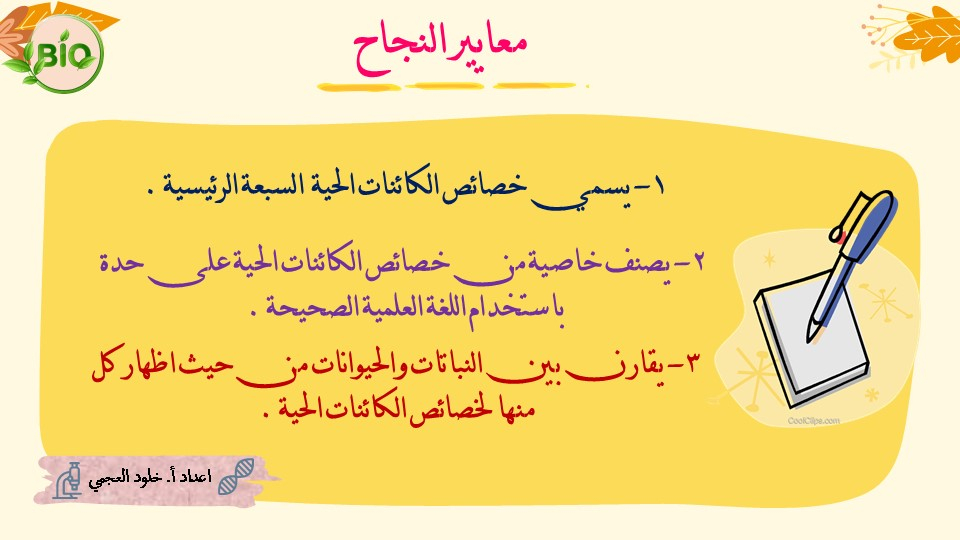 معايير النجاح
BIO
١- يسمي خصائص الكائنات الحية السبعة الرئيسية .
٢- يصنف خاصية من خصائص الكائنات الحية على حدة
باستخدام اللغة العلمية الصحيحة .
٣- يقارن بين النباتات والحيوانات من حيث اظهار كل
منها لخصائص الكائنات الحية .
CoolClips.com
اعداد أ. خلود العجمي